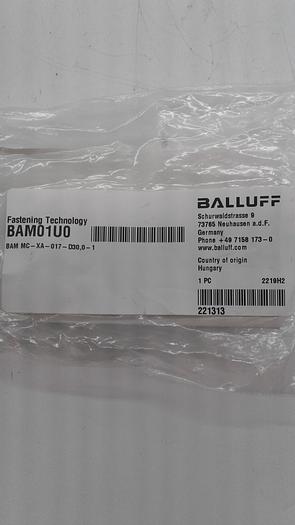 Fastening Technology
BAM01U0
BAM MC-XA-017-D30,0-1
BALLUFF
Schurwaldstrasse 9
73765 Neuhausen a.d.F.
Germany
Phone +49 7158 173-0
www.balluff.com
Country of origin
Hungary
1 PC 2219H2
221313